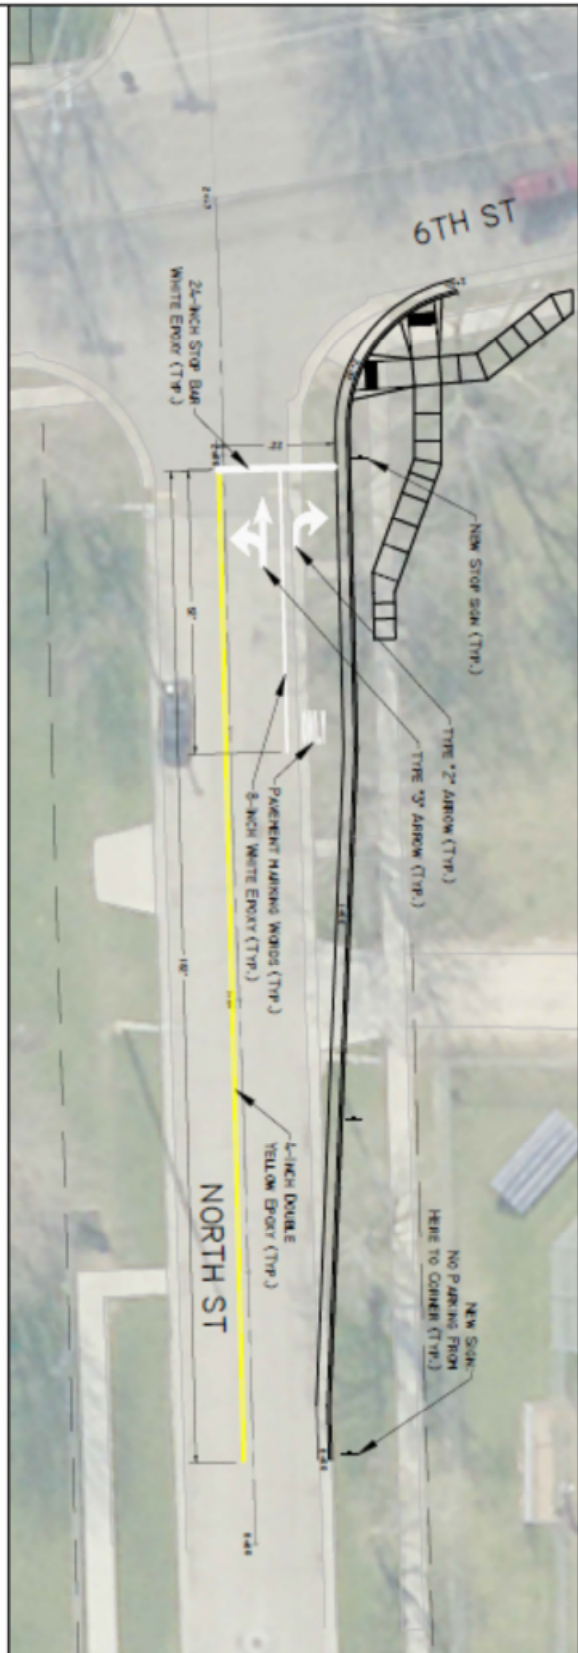 6TH ST
24-INCH STOP BAR
WHITE EPOXY (TYP.)
NEW STOP SIGN (TYP.)
TYPE "2" ARROW (TYP.)
TYPE "3" ARROW (TYP.)
PAVEMENT MARKING WORDS (TYP.)
8-INCH WHITE EPOXY (TYP.)
4-INCH DOUBLE
YELLOW EPOXY (TYP.)
NORTH ST
NEW SIGN:
NO PARKING FROM
HERE TO CORNER (TYP.)